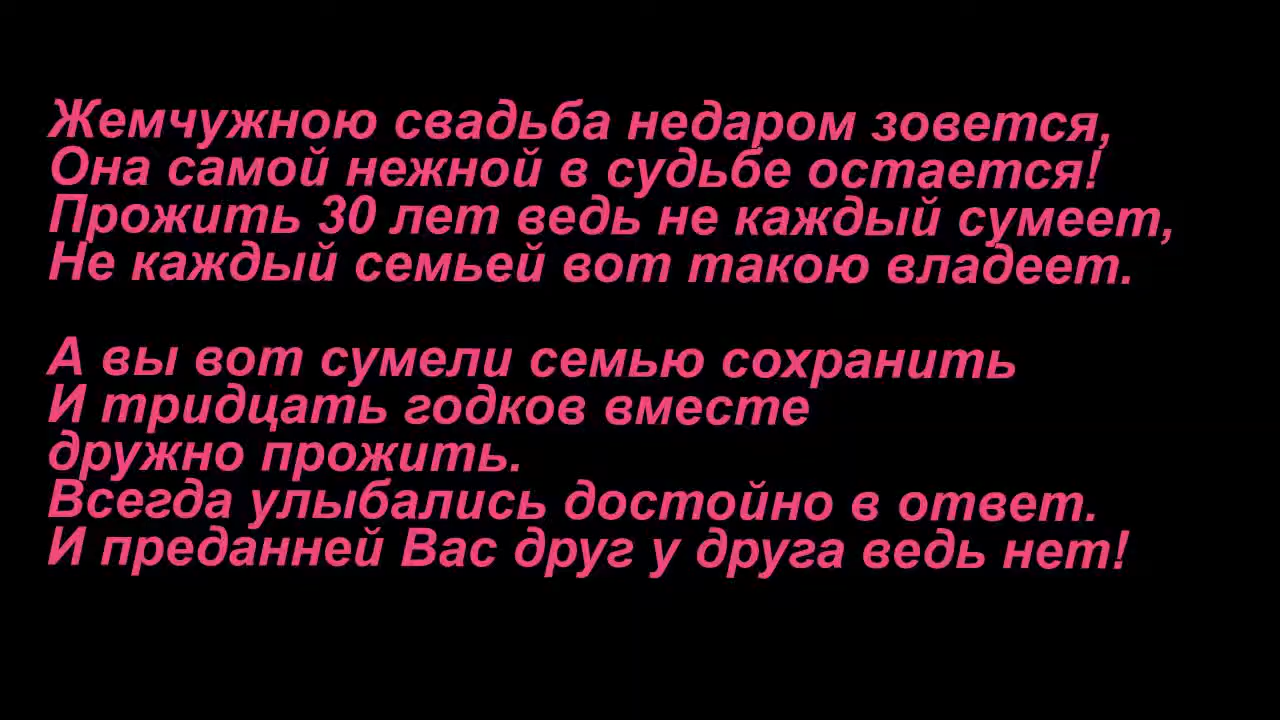 Жемчужною свадьба недаром зовется,
Она самой нежной в судьбе остается!
Прожить 30 лет ведь не каждый сумеет,
Не каждый семьей вот такою владеет.
А вы вот сумели семью сохранить
И тридцать годков вместе
дружно прожить.
Всегда улыбались достойно в ответ.
И преданней Вас друг у друга ведь нет!